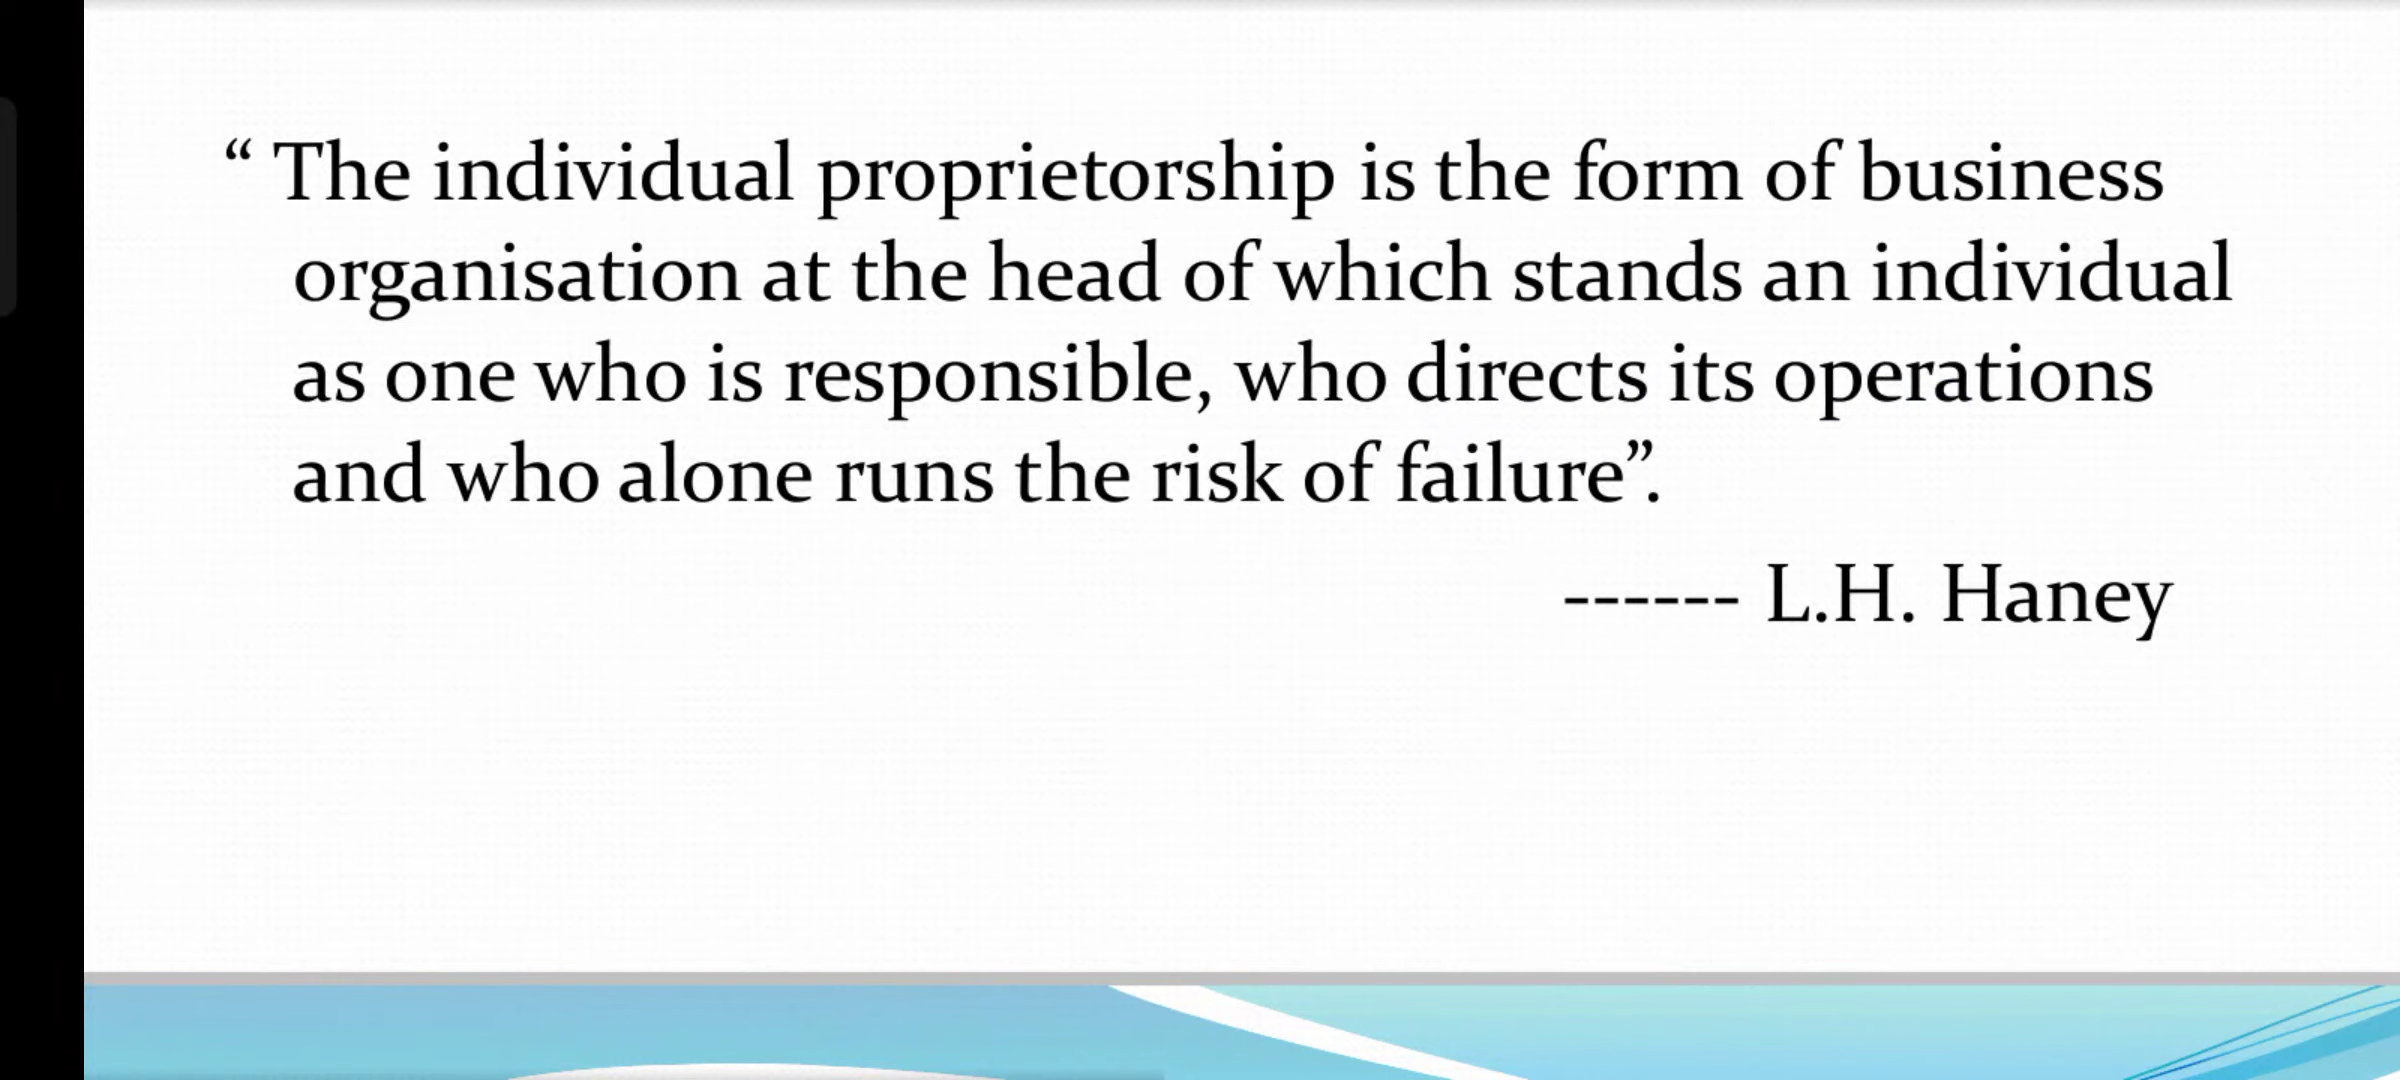 “ The individual proprietorship is the form of business
organisation at the head of which stands an individual
as one who is responsible, who directs its operations
and who alone runs the risk of failure”.
------ L.H. Haney